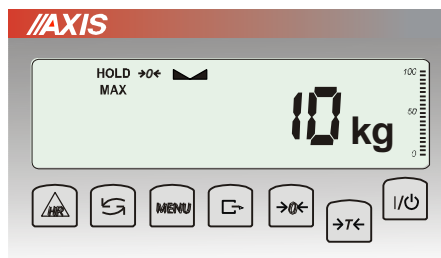 //AXIS
HOLD →0←
MAX
100
50
0
10 kg
HR
MENU
→0←
→T←
I/⏻